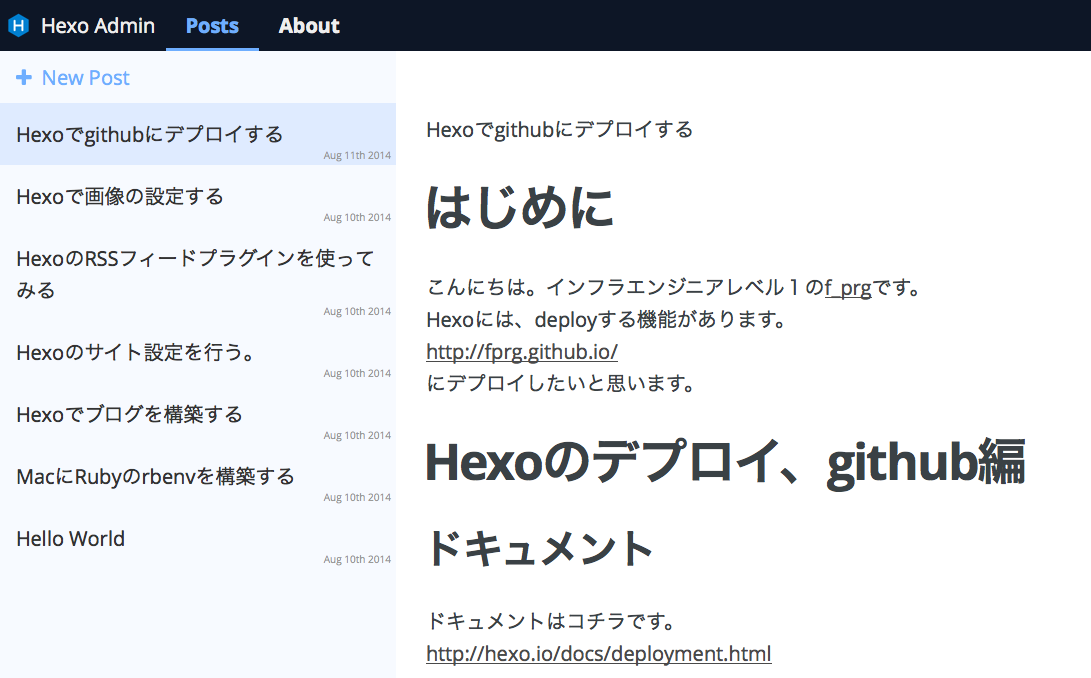 Hexo Admin Posts About
+ New Post
Hexoでgithubにデプロイする
Aug 11th 2014
Hexoで画像の設定する
Aug 10th 2014
HexoのRSSフィードプラグインを使って
みる
Aug 10th 2014
Hexoのサイト設定を行う。
Aug 10th 2014
Hexoでブログを構築する
Aug 10th 2014
MacにRubyのrbenvを構築する
Aug 10th 2014
Hello World
Aug 10th 2014
Hexoでgithubにデプロイする
はじめに
こんにちは。インフラエンジニアレベル１のf_prgです。
Hexoには、deployする機能があります。
http://fprg.github.io/
にデプロイしたいと思います。
Hexoのデプロイ、github編
ドキュメント
ドキュメントはコチラです。
http://hexo.io/docs/deployment.html